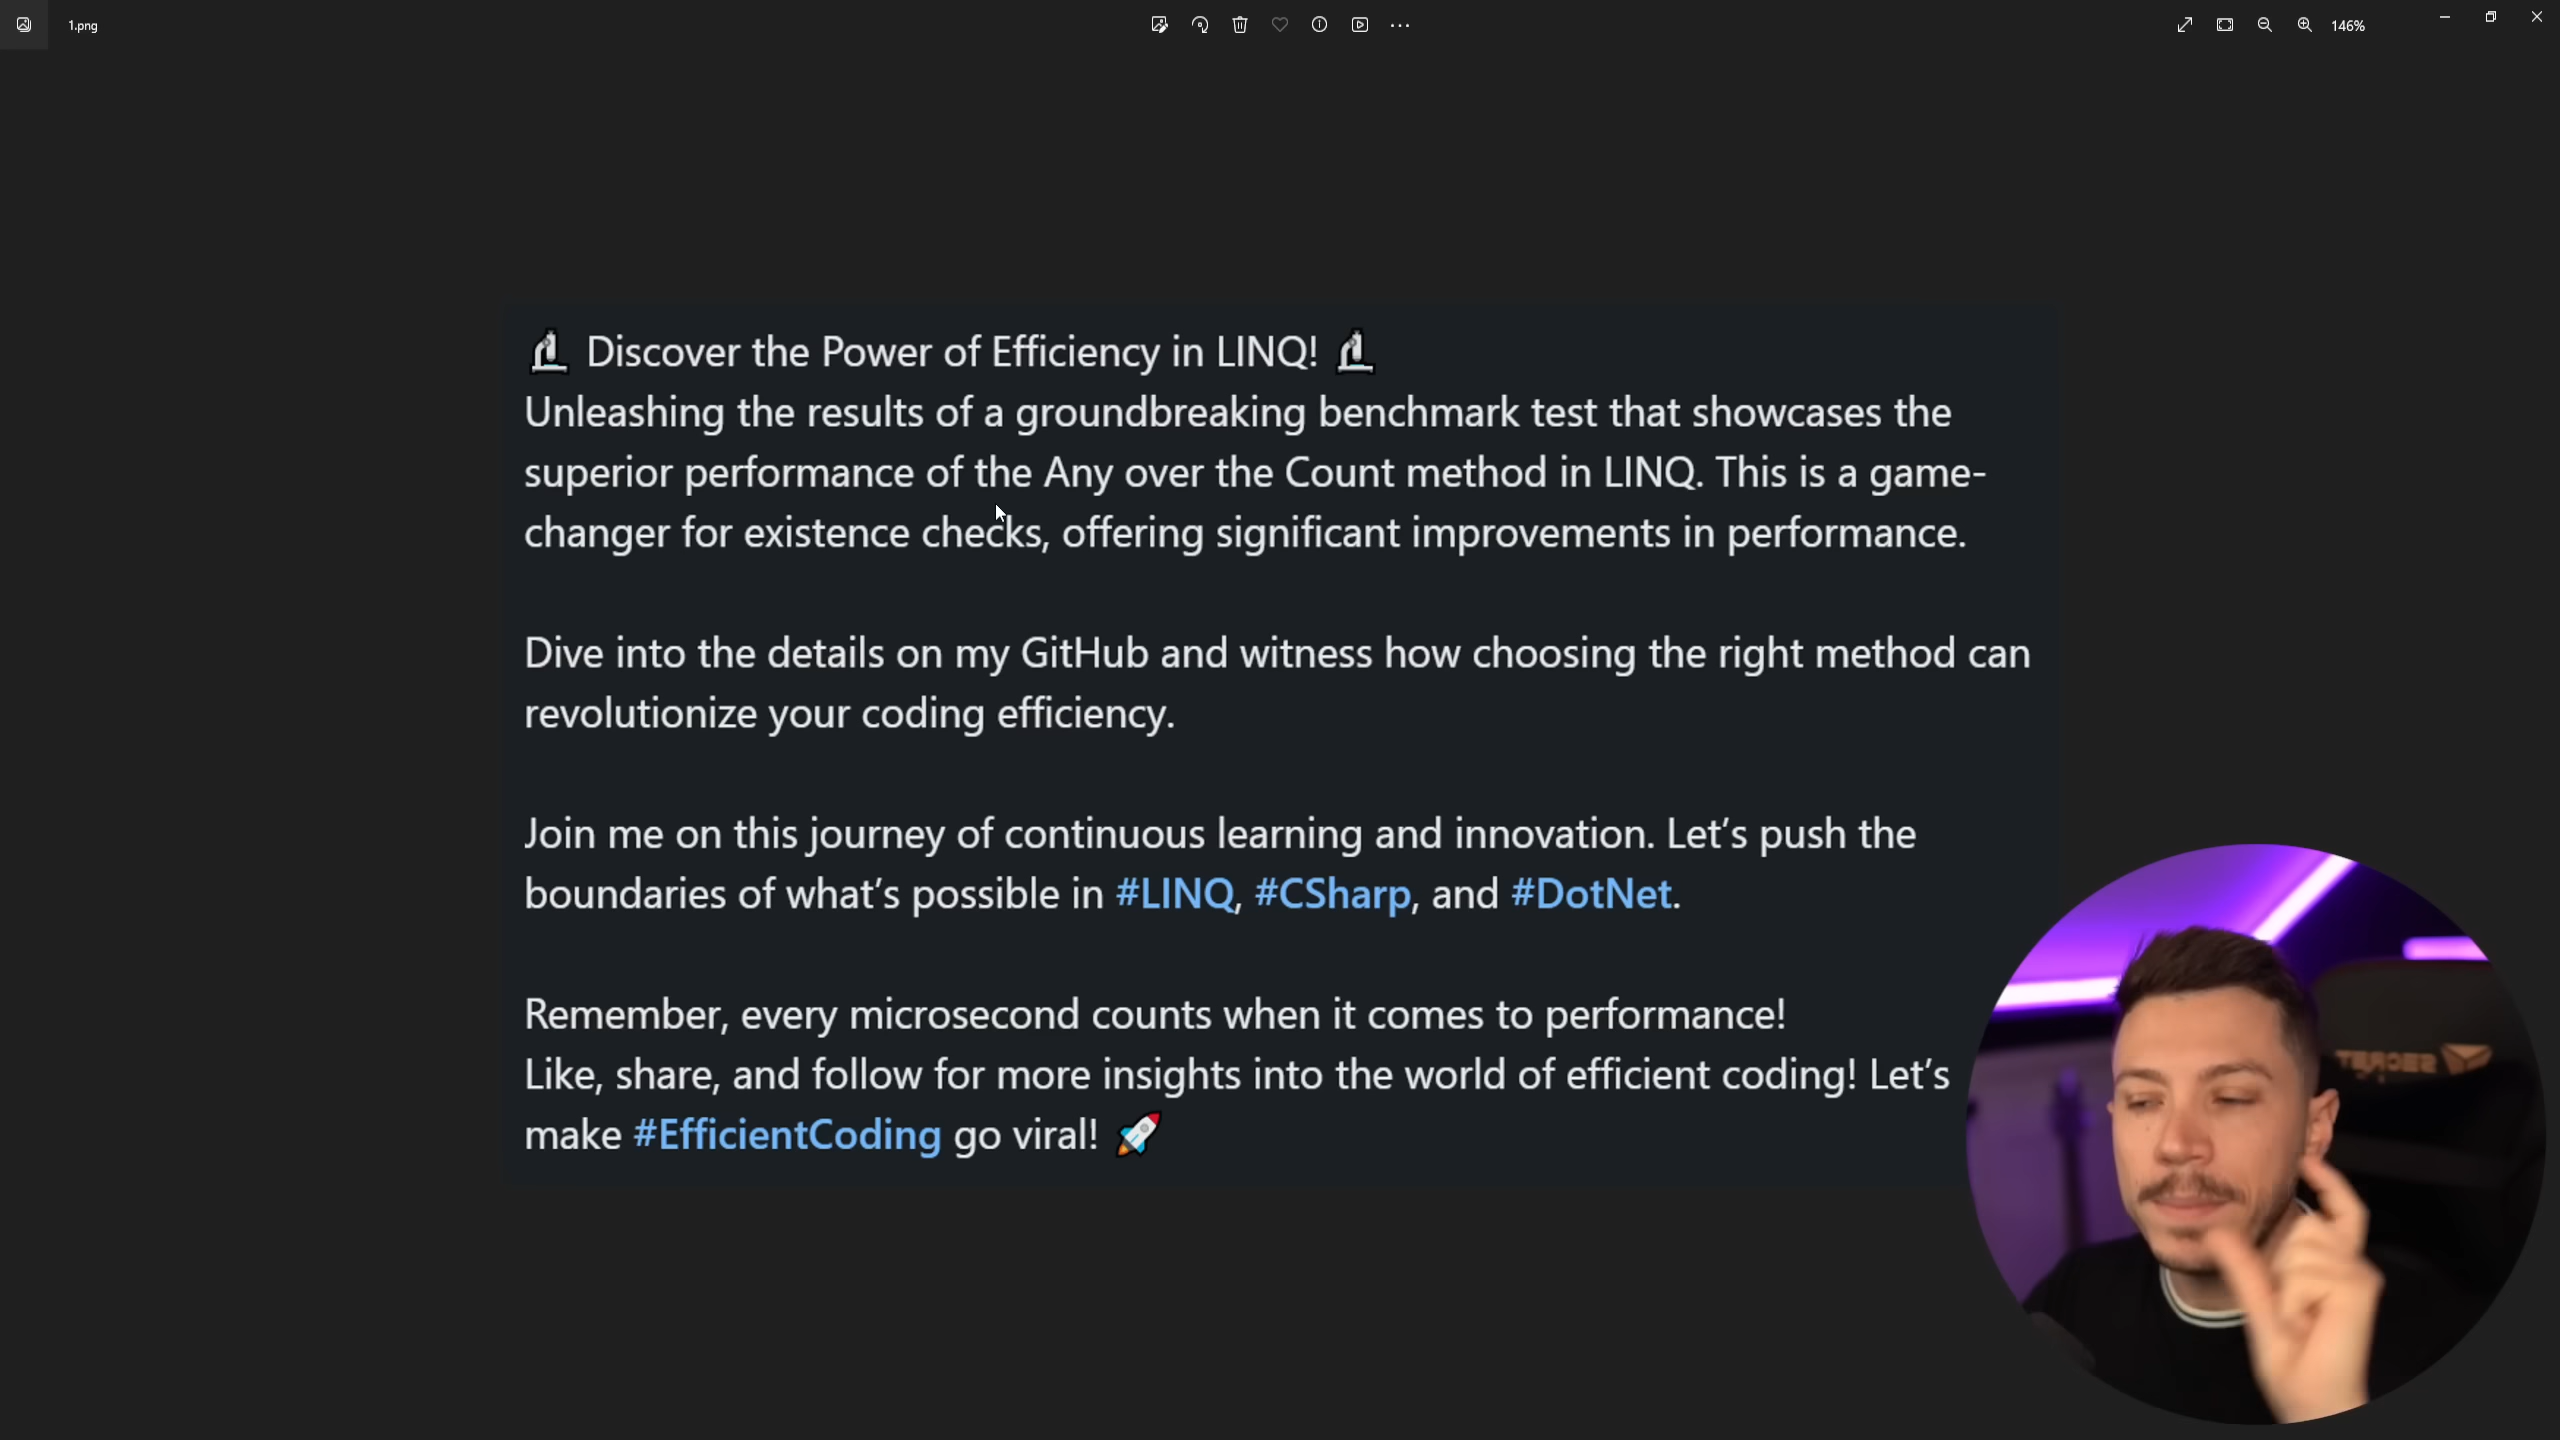 1.png
146%
🔬 Discover the Power of Efficiency in LINQ! 🔬
Unleashing the results of a groundbreaking benchmark test that showcases the
superior performance of the Any over the Count method in LINQ. This is a game-
changer for existence checks, offering significant improvements in performance.
Dive into the details on my GitHub and witness how choosing the right method can
revolutionize your coding efficiency.
Join me on this journey of continuous learning and innovation. Let’s push the
boundaries of what’s possible in #LINQ, #CSharp, and #DotNet.
Remember, every microsecond counts when it comes to performance!
Like, share, and follow for more insights into the world of efficient coding! Let’s
make #EfficientCoding go viral! 🚀